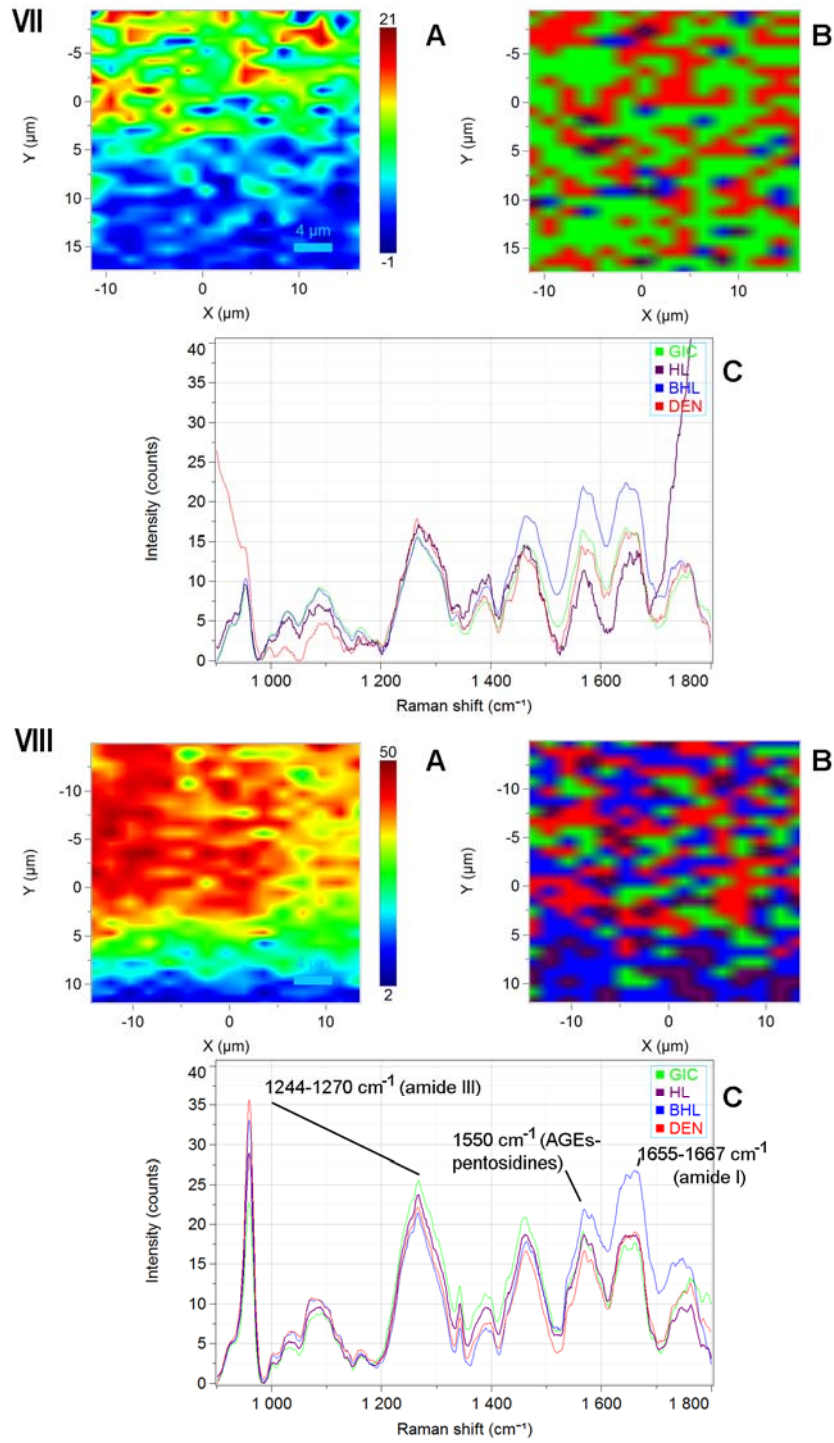 VII
A
B
21
-1
-5
0
5
10
15
Y (µm)
4 µm
-10 0 10
X (µm)
-5
0
5
10
15
Y (µm)
-10 0 10
X (µm)
C
GIC
HL
BHL
DEN
40
35
30
25
20
15
10
5
0
Intensity (counts)
1 000 1 200 1 400 1 600 1 800
Raman shift (cm⁻¹)
VIII
A
B
50
2
-10
-5
0
5
10
Y (µm)
4 µm
-10 0 10
X (µm)
-10
-5
0
5
10
Y (µm)
-10 0 10
X (µm)
C
GIC
HL
BHL
DEN
1244-1270 cm⁻¹ (amide III)
1550 cm⁻¹ (AGEs-
pentosidines)
1655-1667 cm⁻¹
(amide I)
40
35
30
25
20
15
10
5
0
Intensity (counts)
1 000 1 200 1 400 1 600 1 800
Raman shift (cm⁻¹)